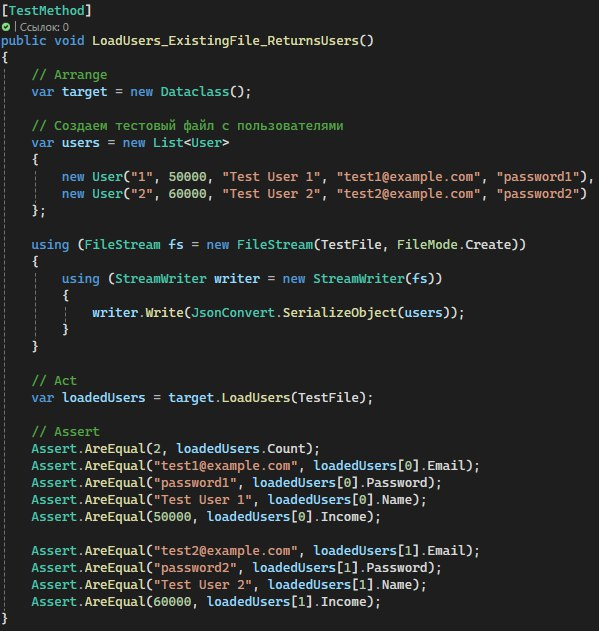 [TestMethod]
Ссылок: 0
public void LoadUsers_ExistingFile_ReturnsUsers()
{
    // Arrange
    var target = new Dataclass();

    // Создаем тестовый файл с пользователями
    var users = new List<User>
    {
        new User("1", 50000, "Test User 1", "test1@example.com", "password1"),
        new User("2", 60000, "Test User 2", "test2@example.com", "password2")
    };

    using (FileStream fs = new FileStream(TestFile, FileMode.Create))
    {
        using (StreamWriter writer = new StreamWriter(fs))
        {
            writer.Write(JsonConvert.SerializeObject(users));
        }
    }

    // Act
    var loadedUsers = target.LoadUsers(TestFile);

    // Assert
    Assert.AreEqual(2, loadedUsers.Count);
    Assert.AreEqual("test1@example.com", loadedUsers[0].Email);
    Assert.AreEqual("password1", loadedUsers[0].Password);
    Assert.AreEqual("Test User 1", loadedUsers[0].Name);
    Assert.AreEqual(50000, loadedUsers[0].Income);

    Assert.AreEqual("test2@example.com", loadedUsers[1].Email);
    Assert.AreEqual("password2", loadedUsers[1].Password);
    Assert.AreEqual("Test User 2", loadedUsers[1].Name);
    Assert.AreEqual(60000, loadedUsers[1].Income);
}